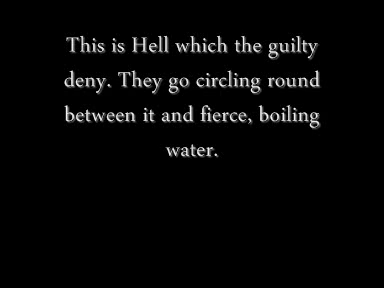 This is Hell which the guilty
deny. They go circling round
between it and fierce, boiling
water.